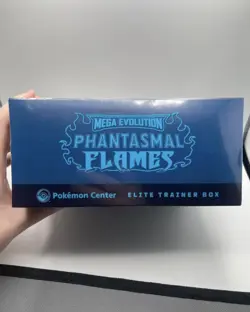 MEGA EVOLUTION
PHANTASMAL
FLAMES
Pokémon Center ELITE TRAINER BOX